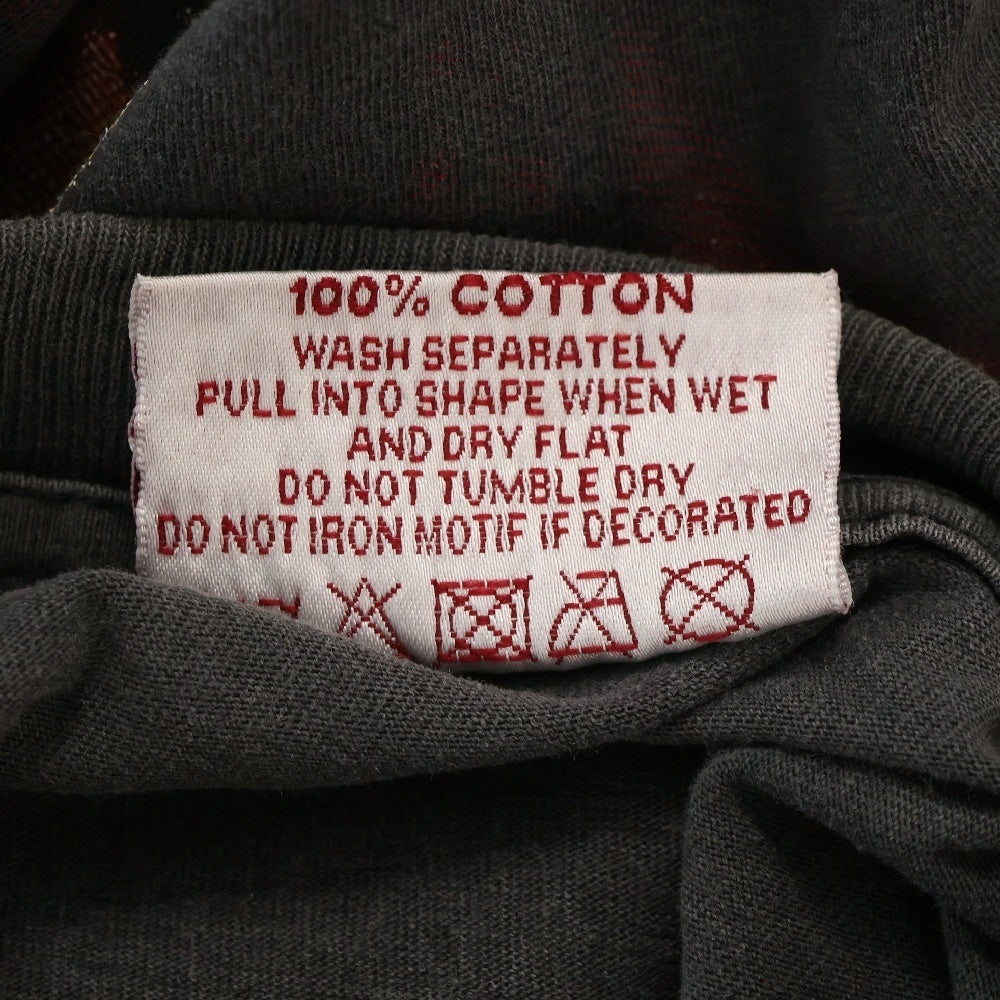 100% COTTON
WASH SEPARATELY
PULL INTO SHAPE WHEN WET
AND DRY FLAT
DO NOT TUMBLE DRY
DO NOT IRON MOTIF IF DECORATED